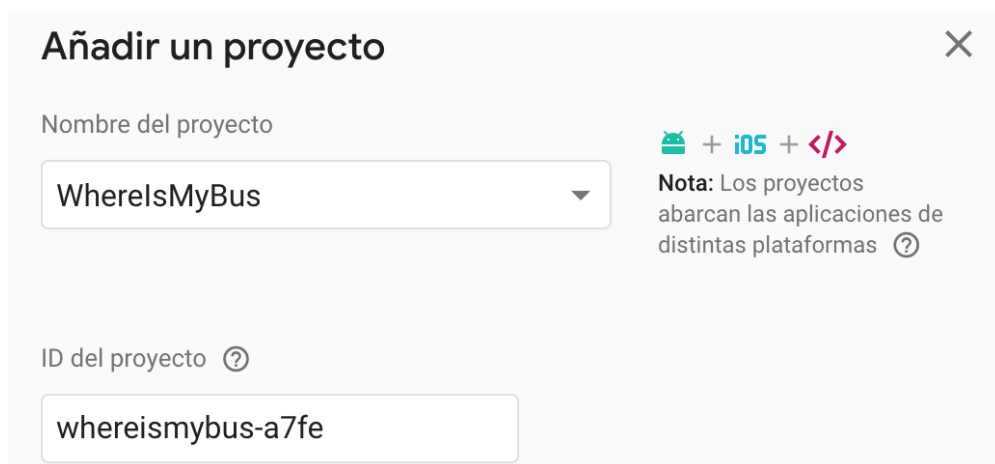 Añadir un proyecto
Nombre del proyecto
WhereIsMyBus
+ iOS + </>
Nota: Los proyectos
abarcan las aplicaciones de
distintas plataformas ?
ID del proyecto ?
whereismybus-a7fe